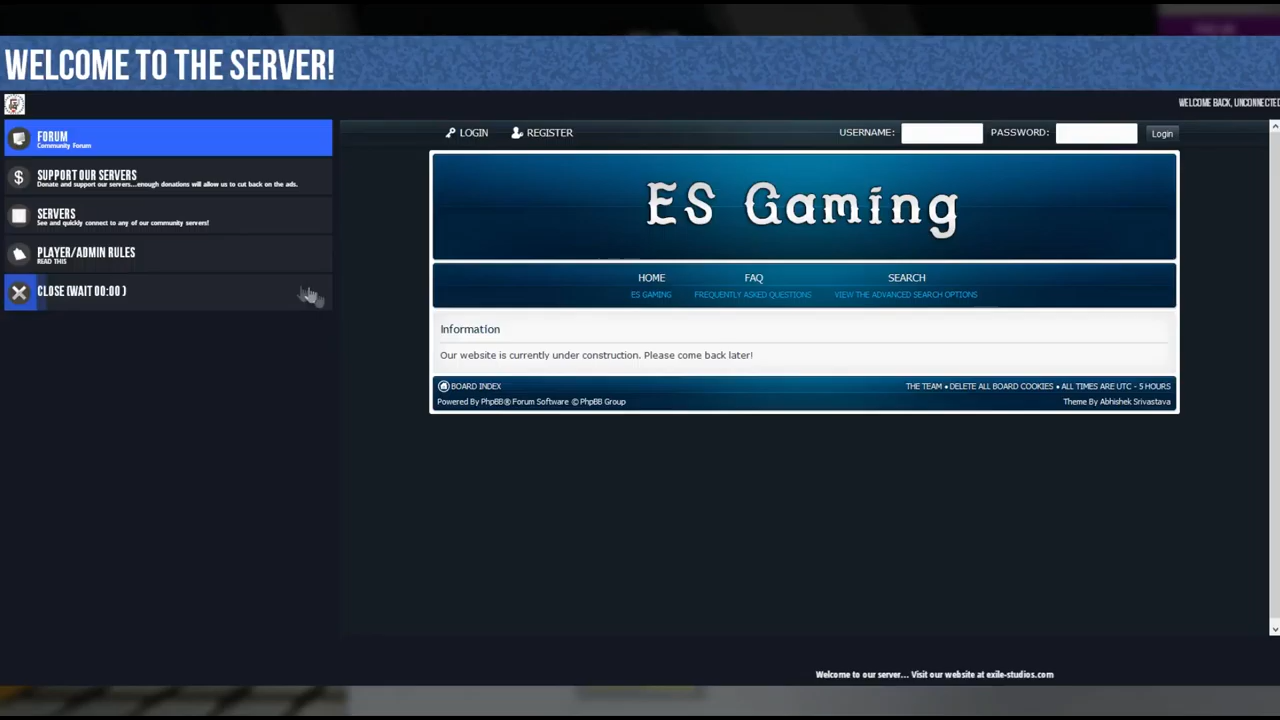 WELCOME TO THE SERVER!
WELCOME BACK, UNCONNECTED
FORUM
Community Forum
SUPPORT OUR SERVERS
Donate and support our servers...enough donations will allow us to cut back on the ads.
SERVERS
See and quickly connect to any of our community servers!
PLAYER/ADMIN RULES
READ THIS
CLOSE (WAIT 00:00 )
LOGIN REGISTER USERNAME: PASSWORD: Login
ES Gaming
HOME FAQ SEARCH
ES GAMING FREQUENTLY ASKED QUESTIONS VIEW THE ADVANCED SEARCH OPTIONS
Information
Our website is currently under construction. Please come back later!
BOARD INDEX THE TEAM • DELETE ALL BOARD COOKIES • ALL TIMES ARE UTC - 5 HOURS
Powered By PhpBB® Forum Software © PhpBB Group Theme By Abhishek Srivastava
Welcome to our server... Visit our website at exile-studios.com